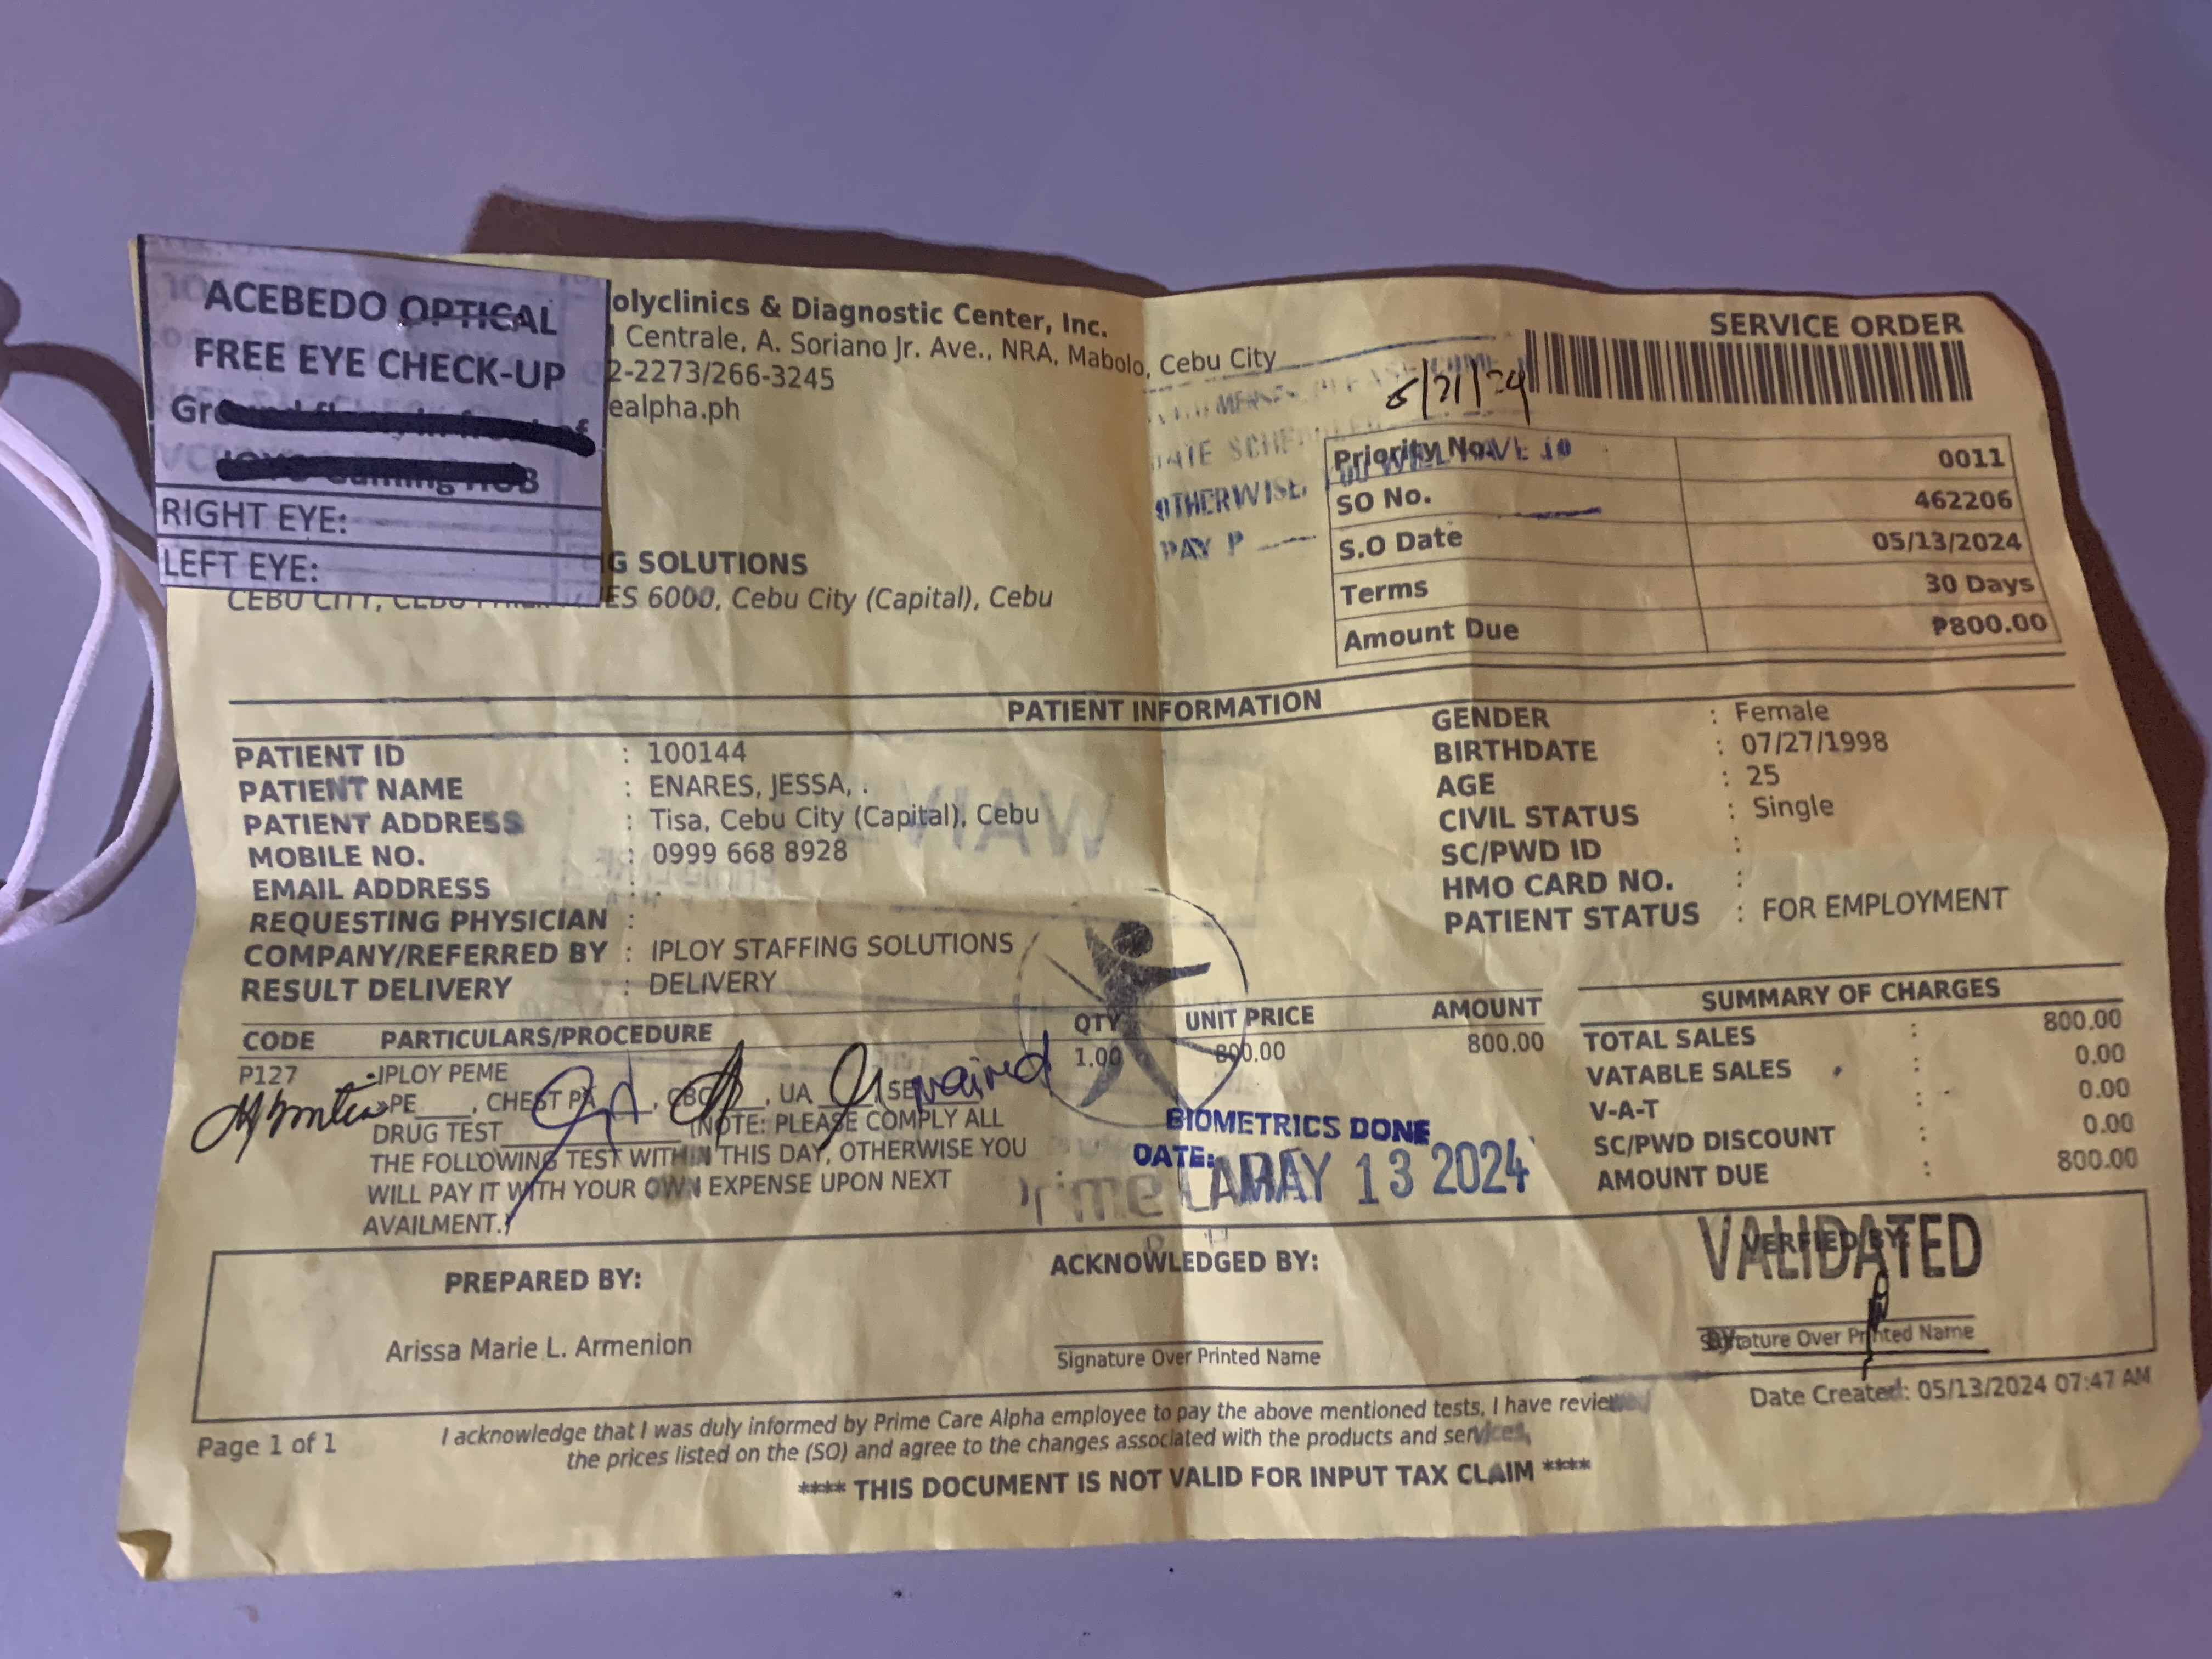 ACEBEDO OPTICAL
FREE EYE CHECK-UP
RIGHT EYE:
LEFT EYE:
olyclinics & Diagnostic Center, Inc.
Centrale, A. Soriano Jr. Ave., NRA, Mabolo, Cebu City
2-2273/266-3245
ealpha.ph
G SOLUTIONS
CEBU CITY, ES 6000, Cebu City (Capital), Cebu
OTHERWISE,
PAY P
SERVICE ORDER
Priority No. 0011
SO No. 462206
S.O Date 05/13/2024
Terms 30 Days
Amount Due ₱800.00
PATIENT INFORMATION
PATIENT ID : 100144
PATIENT NAME : ENARES, JESSA, .
PATIENT ADDRESS : Tisa, Cebu City (Capital), Cebu
MOBILE NO. : 0999 668 8928
EMAIL ADDRESS : .
REQUESTING PHYSICIAN :
COMPANY/REFERRED BY : IPLOY STAFFING SOLUTIONS
RESULT DELIVERY : DELIVERY
GENDER : Female
BIRTHDATE : 07/27/1998
AGE : 25
CIVIL STATUS : Single
SC/PWD ID :
HMO CARD NO. :
PATIENT STATUS : FOR EMPLOYMENT
CODE PARTICULARS/PROCEDURE QTY UNIT PRICE AMOUNT
P127 -IPLOY PEME 1.00 800.00 800.00
PE____, CHEST PA____, CBC____, UA____, SE waived
DRUG TEST____ (NOTE: PLEASE COMPLY ALL
THE FOLLOWING TEST WITHIN THIS DAY, OTHERWISE YOU
WILL PAY IT WITH YOUR OWN EXPENSE UPON NEXT
AVAILMENT.)
BIOMETRICS DONE
DATE: MAY 13 2024
SUMMARY OF CHARGES
TOTAL SALES : 800.00
VATABLE SALES : 0.00
V-A-T : 0.00
SC/PWD DISCOUNT : 0.00
AMOUNT DUE : 800.00
PREPARED BY:
Arissa Marie L. Armenion
ACKNOWLEDGED BY:
Signature Over Printed Name
VALIDATED
VERFIED BY:
Signature Over Printed Name
Date Created: 05/13/2024 07:47 AM
Page 1 of 1
I acknowledge that I was duly informed by Prime Care Alpha employee to pay the above mentioned tests, I have reviewed
the prices listed on the (SO) and agree to the changes associated with the products and services,
**** THIS DOCUMENT IS NOT VALID FOR INPUT TAX CLAIM ****